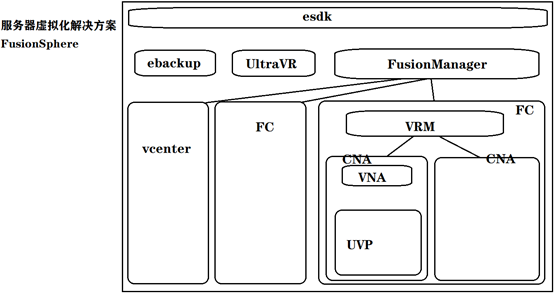 服务器虚拟化解决方案
FusionSphere
esdk
ebackup
UltraVR
FusionManager
vcenter
FC
FC
VRM
CNA
CNA
VNA
UVP